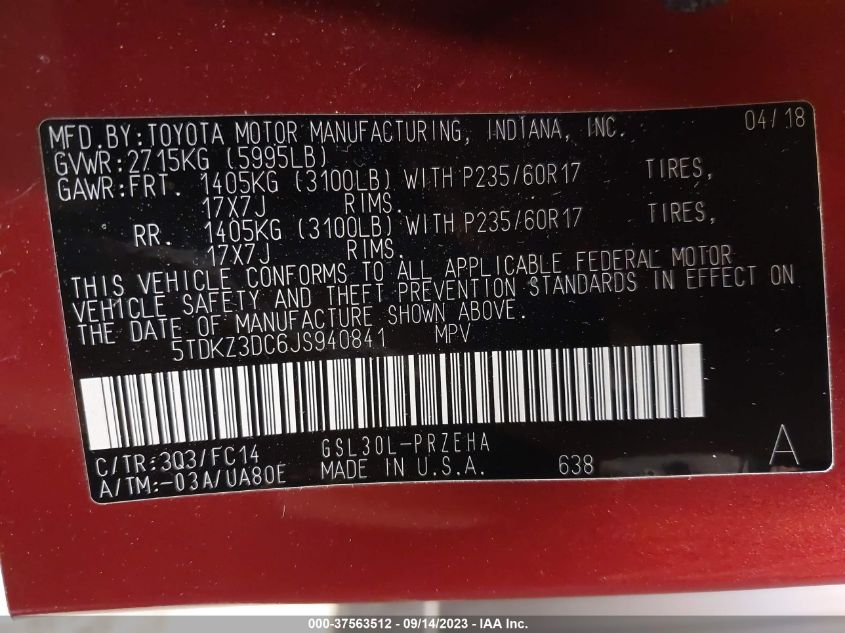 MFD.BY:TOYOTA MOTOR MANUFACTURING, INDIANA, INC. 04/18
GVWR:2715KG (5995LB)
GAWR:FRT. 1405KG (3100LB) WITH P235/60R17 TIRES,
17X7J RIMS.
RR. 1405KG (3100LB) WITH P235/60R17 TIRES,
17X7J RIMS.
THIS VEHICLE CONFORMS TO ALL APPLICABLE FEDERAL MOTOR
VEHICLE SAFETY AND THEFT PREVENTION STANDARDS IN EFFECT ON
THE DATE OF MANUFACTURE SHOWN ABOVE.
5TDKZ3DC6JS940841 MPV
C/TR:3Q3/FC14 GSL30L-PRZEHA
A/TM:-03A/UA80E MADE IN U.S.A. 638 A
000-37563512 - 09/14/2023 - IAA Inc.